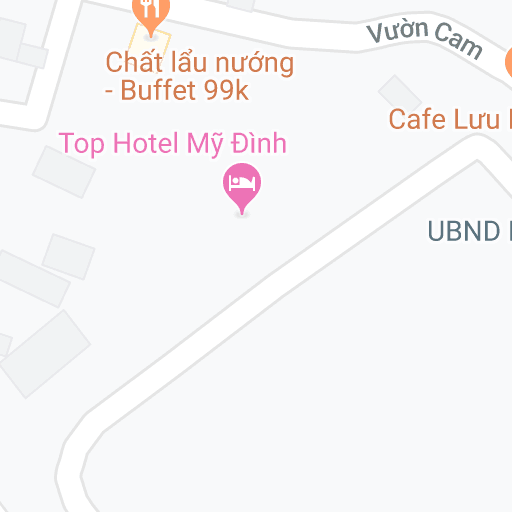 Vườn Cam
Chất lẩu nướng
- Buffet 99k
Cafe Lưu
Top Hotel Mỹ Đình
UBND